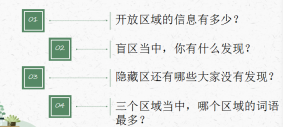 01 开放区域的信息有多少？
02 盲区当中，你有什么发现？
03 隐藏区还有哪些大家没有发现？
04 三个区域当中，哪个区域的词语
最多？